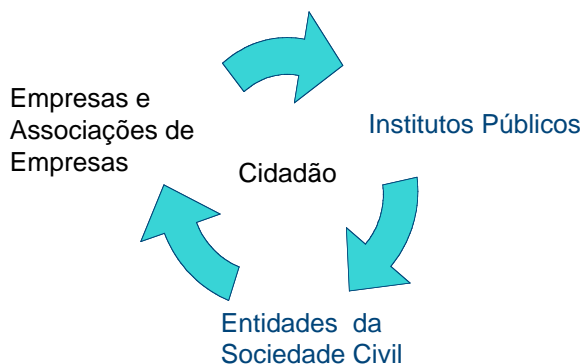 Empresas e
Associações de
Empresas
Institutos Públicos
Cidadão
Entidades da
Sociedade Civil